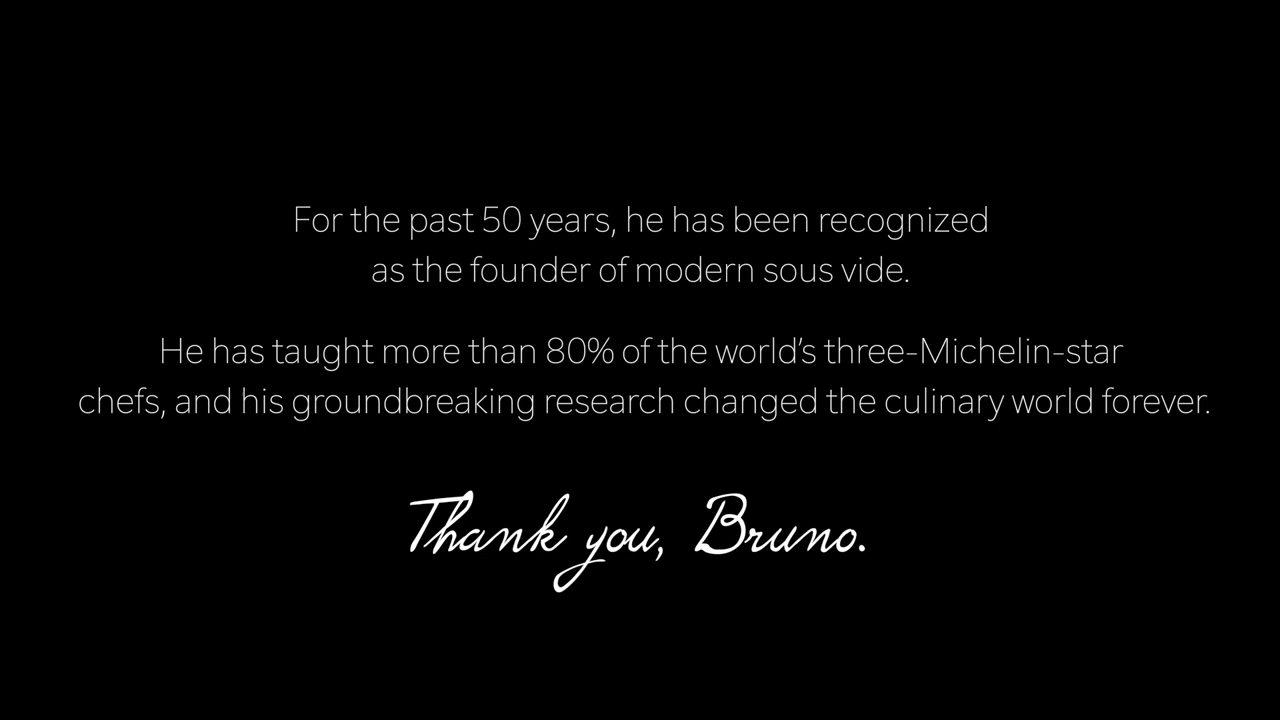 For the past 50 years, he has been recognized
as the founder of modern sous vide.
He has taught more than 80% of the world’s three-Michelin-star
chefs, and his groundbreaking research changed the culinary world forever.
Thank you, Bruno.